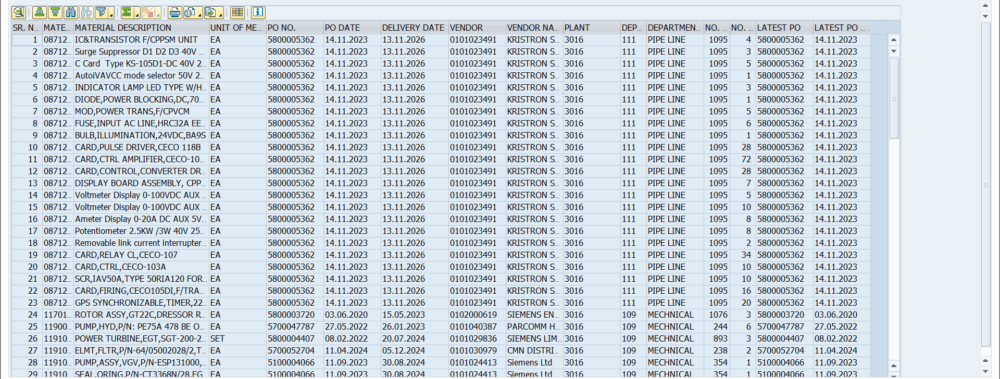 SR. N... MATE... MATERIAL DESCRIPTION UNIT OF ME... PO NO. PO DATE DELIVERY DATE VENDOR VENDOR NA... PLANT DEP... DEPARTMEN... NO. ... NO. ... LATEST PO LATEST PO ...
1 08712... IC&TRANSISTOR F/CPPSM UNIT EA 5800005362 14.11.2023 13.11.2026 0101023491 KRISTRON S... 3016 111 PIPE LINE 1095 4 5800005362 14.11.2023
2 08712... Surge Suppressor D1 D2 D3 40V ... EA 5800005362 14.11.2023 13.11.2026 0101023491 KRISTRON S... 3016 111 PIPE LINE 1095 3 5800005362 14.11.2023
3 08712... C Card  Type KS-105D1-DC 40V 2... EA 5800005362 14.11.2023 13.11.2026 0101023491 KRISTRON S... 3016 111 PIPE LINE 1095 5 5800005362 14.11.2023
4 08712... AutoiVAVCC mode selector 50V 2... EA 5800005362 14.11.2023 13.11.2026 0101023491 KRISTRON S... 3016 111 PIPE LINE 1095 1 5800005362 14.11.2023
5 08712... INDICATOR LAMP LED TYPE W/H... EA 5800005362 14.11.2023 13.11.2026 0101023491 KRISTRON S... 3016 111 PIPE LINE 1095 3 5800005362 14.11.2023
6 08712... DIODE,POWER BLOCKING,DC,70... EA 5800005362 14.11.2023 13.11.2026 0101023491 KRISTRON S... 3016 111 PIPE LINE 1095 1 5800005362 14.11.2023
7 08712... MOD,POWER TRANS,F/CPVCM EA 5800005362 14.11.2023 13.11.2026 0101023491 KRISTRON S... 3016 111 PIPE LINE 1095 5 5800005362 14.11.2023
8 08712... FUSE,INPUT AC LINE,HRC32A EE... EA 5800005362 14.11.2023 13.11.2026 0101023491 KRISTRON S... 3016 111 PIPE LINE 1095 6 5800005362 14.11.2023
9 08712... BULB,ILLUMINATION,24VDC,BA9S EA 5800005362 14.11.2023 13.11.2026 0101023491 KRISTRON S... 3016 111 PIPE LINE 1095 1 5800005362 14.11.2023
10 08712... CARD,PULSE DRIVER,CECO 118B EA 5800005362 14.11.2023 13.11.2026 0101023491 KRISTRON S... 3016 111 PIPE LINE 1095 28 5800005362 14.11.2023
11 08712... CARD,CTRL AMPLIFIER,CECO-10... EA 5800005362 14.11.2023 13.11.2026 0101023491 KRISTRON S... 3016 111 PIPE LINE 1095 72 5800005362 14.11.2023
12 08712... CARD,CONTROL,CONVERTER DR... EA 5800005362 14.11.2023 13.11.2026 0101023491 KRISTRON S... 3016 111 PIPE LINE 1095 28 5800005362 14.11.2023
13 08712... DISPLAY BOARD ASSEMBLY, CPP... EA 5800005362 14.11.2023 13.11.2026 0101023491 KRISTRON S... 3016 111 PIPE LINE 1095 7 5800005362 14.11.2023
14 08712... Voltmeter Display 0-100VDC AUX ... EA 5800005362 14.11.2023 13.11.2026 0101023491 KRISTRON S... 3016 111 PIPE LINE 1095 5 5800005362 14.11.2023
15 08712... Voltmeter Display 0-100VDC AUX ... EA 5800005362 14.11.2023 13.11.2026 0101023491 KRISTRON S... 3016 111 PIPE LINE 1095 10 5800005362 14.11.2023
16 08712... Ameter Display 0-20A DC AUX 5V... EA 5800005362 14.11.2023 13.11.2026 0101023491 KRISTRON S... 3016 111 PIPE LINE 1095 8 5800005362 14.11.2023
17 08712... Potentiometer 2.5KW /3W 40V 25... EA 5800005362 14.11.2023 13.11.2026 0101023491 KRISTRON S... 3016 111 PIPE LINE 1095 8 5800005362 14.11.2023
18 08712... Removable link current interrupter... EA 5800005362 14.11.2023 13.11.2026 0101023491 KRISTRON S... 3016 111 PIPE LINE 1095 2 5800005362 14.11.2023
19 08712... CARD,RELAY CL,CECO-107 EA 5800005362 14.11.2023 13.11.2026 0101023491 KRISTRON S... 3016 111 PIPE LINE 1095 34 5800005362 14.11.2023
20 08712... CARD,CTRL,CECO-103A EA 5800005362 14.11.2023 13.11.2026 0101023491 KRISTRON S... 3016 111 PIPE LINE 1095 10 5800005362 14.11.2023
21 08712... SCR,IAV50A,TYPE 50RIA120 FOR... EA 5800005362 14.11.2023 13.11.2026 0101023491 KRISTRON S... 3016 111 PIPE LINE 1095 10 5800005362 14.11.2023
22 08712... CARD,FIRING,CECO105DI,F/TRA... EA 5800005362 14.11.2023 13.11.2026 0101023491 KRISTRON S... 3016 111 PIPE LINE 1095 16 5800005362 14.11.2023
23 08712... GPS SYNCHRONIZABLE,TIMER,22... EA 5800005362 14.11.2023 13.11.2026 0101023491 KRISTRON S... 3016 111 PIPE LINE 1095 20 5800005362 14.11.2023
24 11701... ROTOR ASSY,GT22C,DRESSOR R... EA 5800003720 03.06.2020 15.05.2023 0102000619 SIEMENS EN... 3016 109 MECHNICAL 1076 3 5800003720 03.06.2020
25 11900... PUMP,HYD,P/N: PE75A 478 BE O... EA 5700047787 27.05.2022 26.01.2023 0101040387 PARCOMM H... 3016 109 MECHNICAL 244 6 5700047787 27.05.2022
26 11910... POWER TURBINE,EGT,SGT-200-2... SET 5800004407 08.02.2022 20.07.2024 0101029836 SIEMENS LIM... 3016 109 MECHNICAL 893 3 5800004407 08.02.2022
27 11910... ELMT,FLTR,P/N-64/05002028/2,T... EA 5700052704 11.04.2024 05.12.2024 0101030979 CMN DISTRI... 3016 109 MECHNICAL 238 2 5700052704 11.04.2024
28 11910... PUMP,ASSY,VGV,P/N-ESP131000,... EA 5100004066 11.09.2023 30.08.2024 0101024413 Siemens Ltd 3016 109 MECHNICAL 354 1 5100004066 11.09.2023
29 11910 SEAL,ORING,P/N-CT3368N/28,EG EA 5100004066 11.09.2023 30.08.2024 0101024413 Siemens Ltd 3016 109 MECHNICAL 354 1 5100004066 11.09.2023